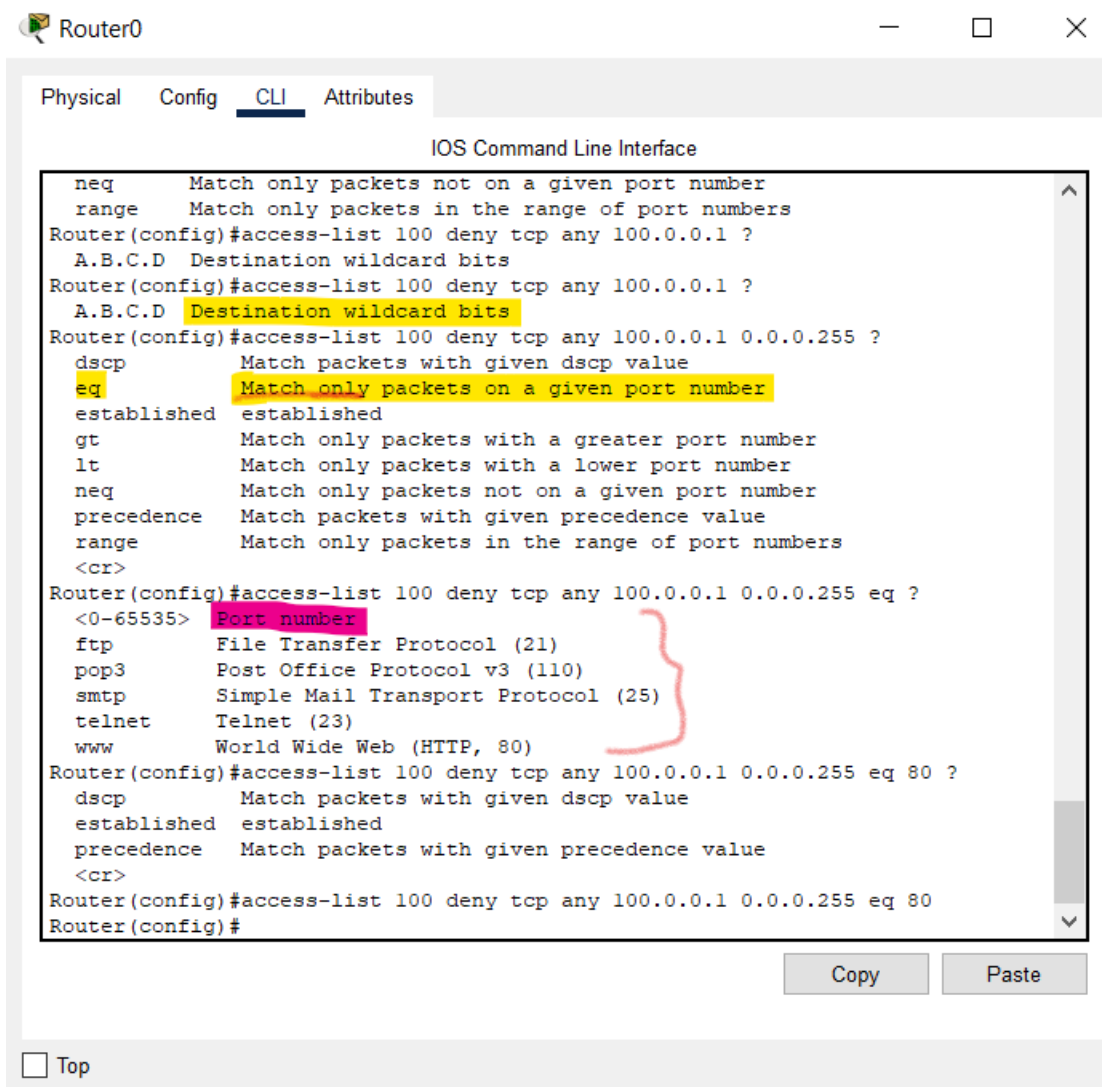 Router0
Physical Config CLI Attributes
IOS Command Line Interface
neq Match only packets not on a given port number
range Match only packets in the range of port numbers
Router(config)#access-list 100 deny tcp any 100.0.0.1 ?
A.B.C.D Destination wildcard bits
Router(config)#access-list 100 deny tcp any 100.0.0.1 ?
A.B.C.D Destination wildcard bits
Router(config)#access-list 100 deny tcp any 100.0.0.1 0.0.0.255 ?
dscp Match packets with given dscp value
eq Match only packets on a given port number
established established
gt Match only packets with a greater port number
lt Match only packets with a lower port number
neq Match only packets not on a given port number
precedence Match packets with given precedence value
range Match only packets in the range of port numbers
<cr>
Router(config)#access-list 100 deny tcp any 100.0.0.1 0.0.0.255 eq ?
<0-65535> Port number
ftp File Transfer Protocol (21)
pop3 Post Office Protocol v3 (110)
smtp Simple Mail Transport Protocol (25)
telnet Telnet (23)
www World Wide Web (HTTP, 80)
Router(config)#access-list 100 deny tcp any 100.0.0.1 0.0.0.255 eq 80 ?
dscp Match packets with given dscp value
established established
precedence Match packets with given precedence value
<cr>
Router(config)#access-list 100 deny tcp any 100.0.0.1 0.0.0.255 eq 80
Router(config)#
Copy Paste
Top